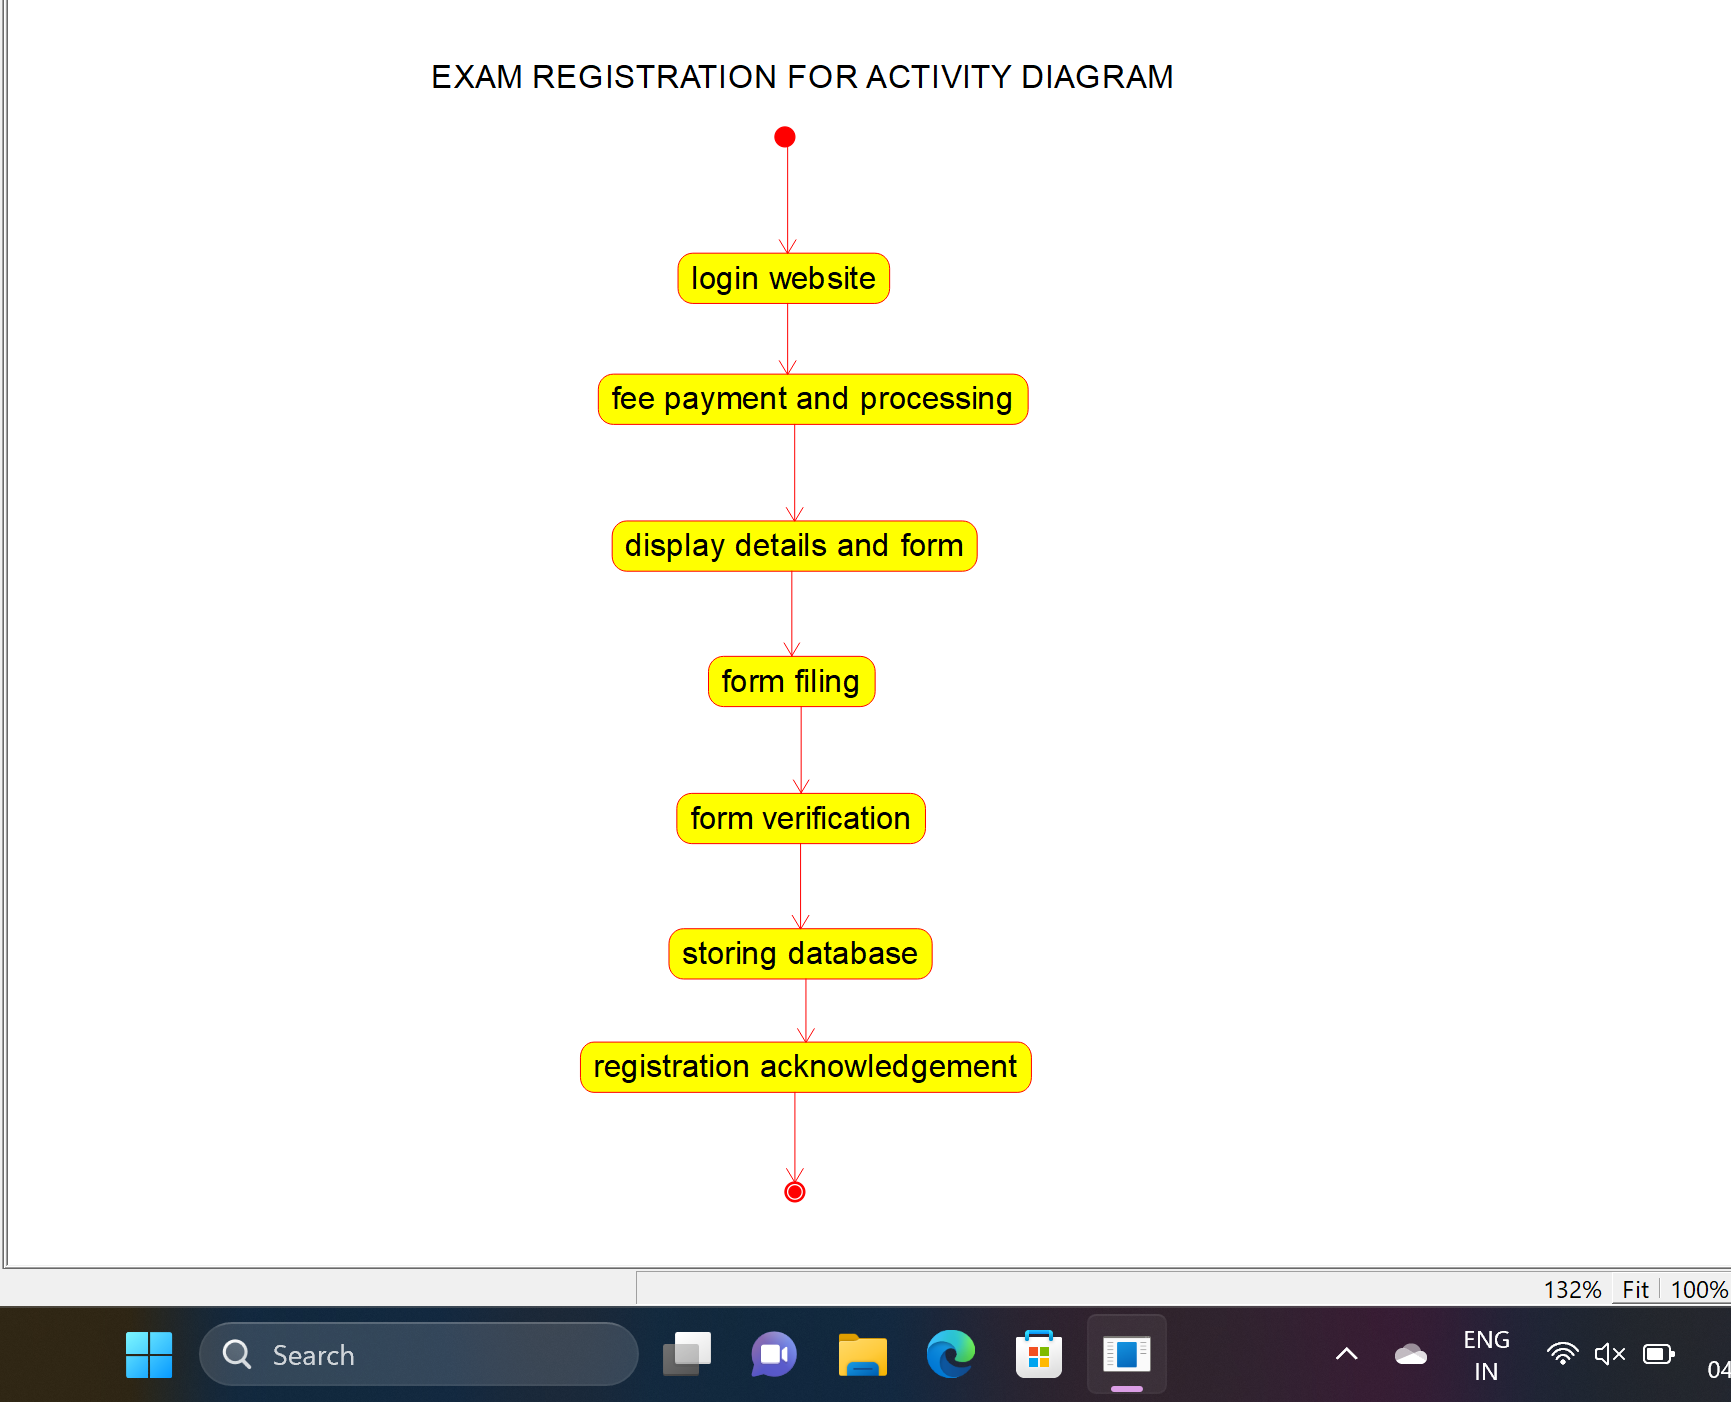 EXAM REGISTRATION FOR ACTIVITY DIAGRAM
login website
fee payment and processing
display details and form
form filing
form verification
storing database
registration acknowledgement
132% Fit 100%
Search
ENG
IN
04